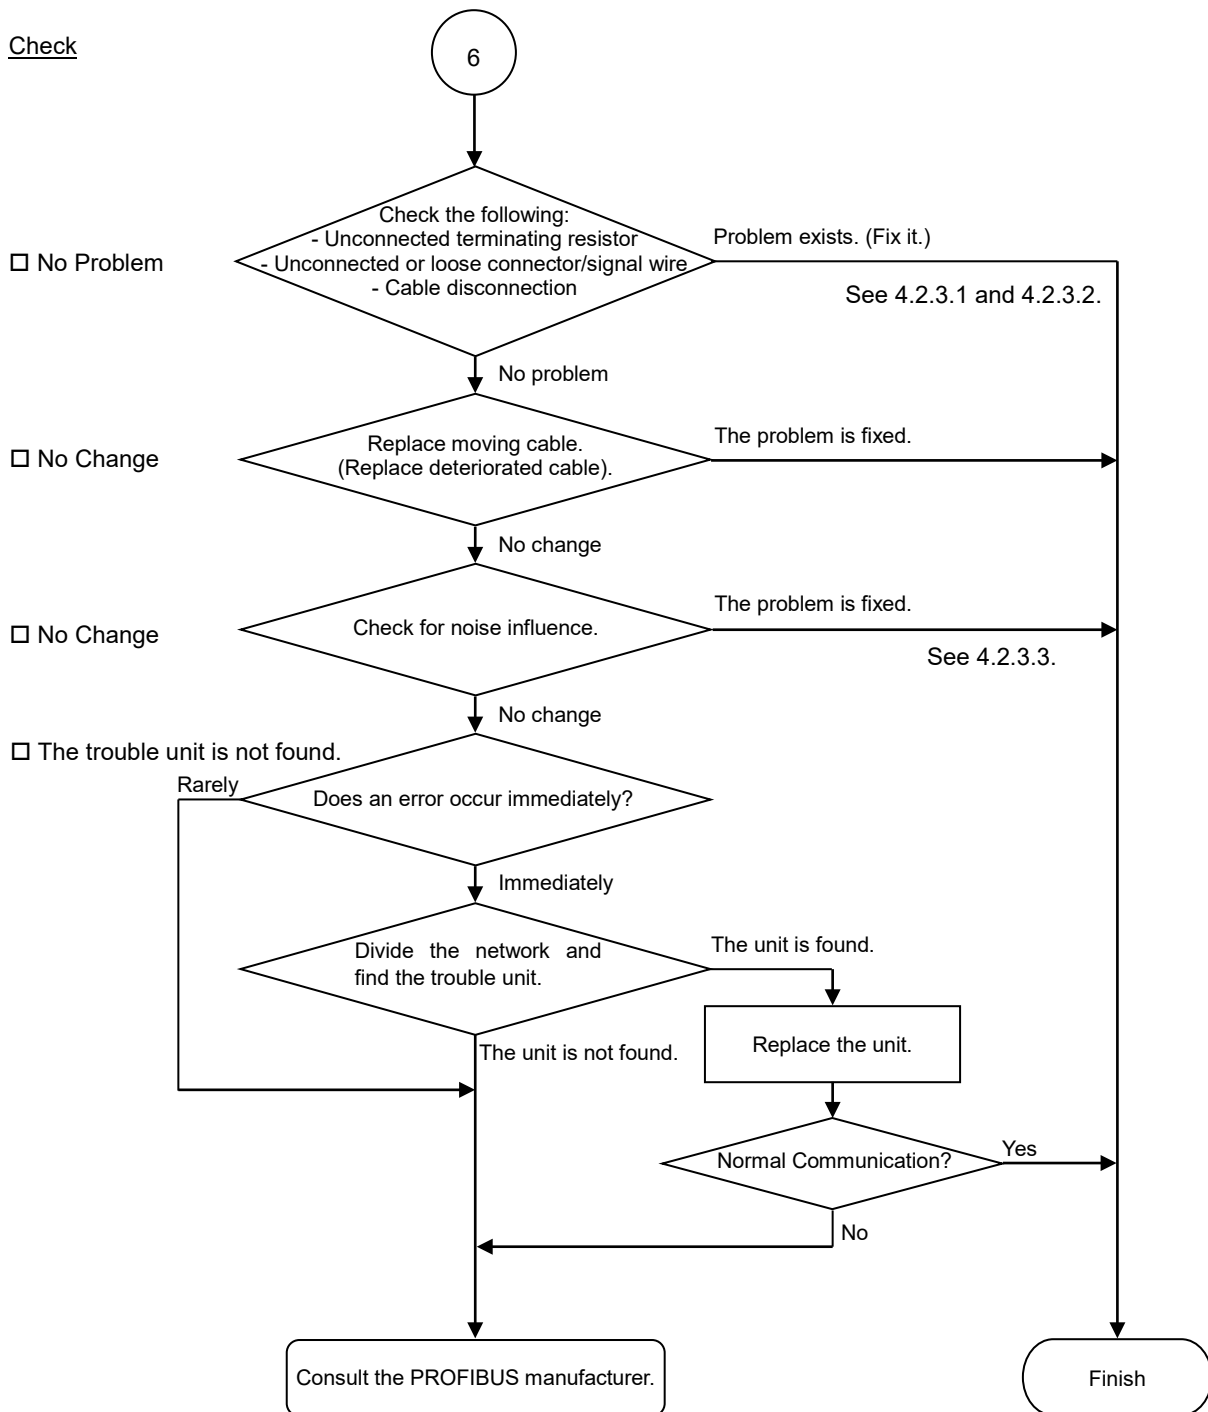 Check
6
Check the following:
- Unconnected terminating resistor
- Unconnected or loose connector/signal wire
- Cable disconnection
Problem exists. (Fix it.)
☐ No Problem
See 4.2.3.1 and 4.2.3.2.
No problem
☐ No Change
Replace moving cable.
(Replace deteriorated cable).
The problem is fixed.
No change
☐ No Change
Check for noise influence.
The problem is fixed.
See 4.2.3.3.
No change
☐ The trouble unit is not found.
Rarely
Does an error occur immediately?
Immediately
Divide the network and
find the trouble unit.
The unit is found.
The unit is not found.
Replace the unit.
Normal Communication?
Yes
No
Consult the PROFIBUS manufacturer.
Finish